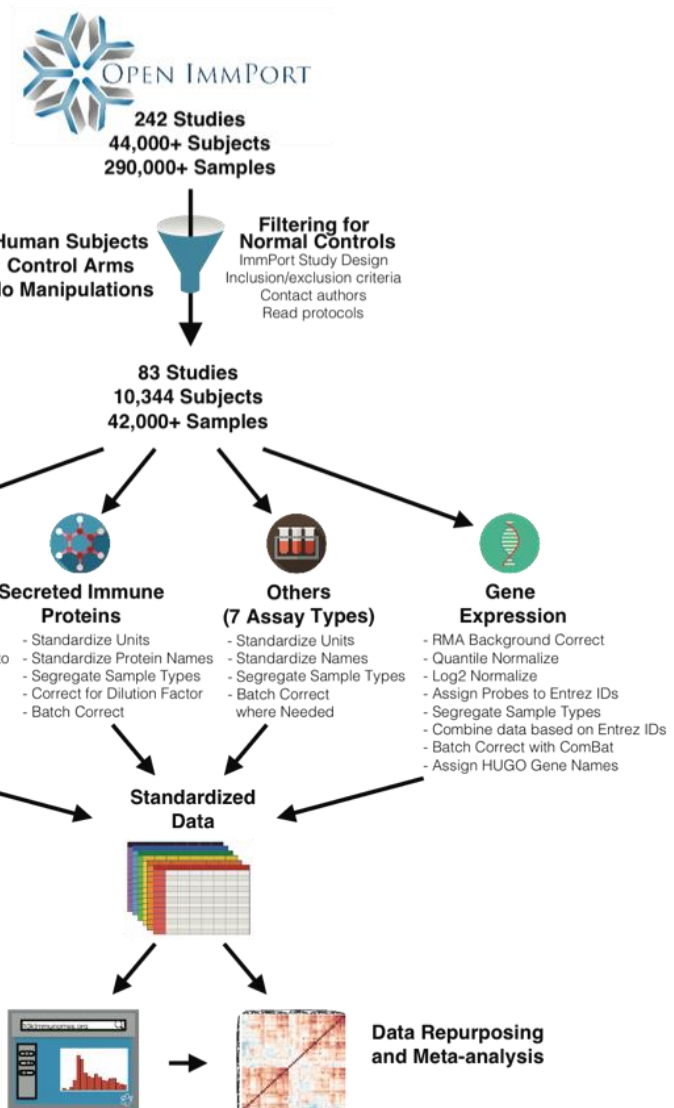 OPEN IMMPORT
242 Studies
44,000+ Subjects
290,000+ Samples
Human Subjects
Control Arms
No Manipulations
Filtering for
Normal Controls
ImmPort Study Design
Inclusion/exclusion criteria
Contact authors
Read protocols
83 Studies
10,344 Subjects
42,000+ Samples
Secreted Immune
Proteins
to
- Standardize Units
- Standardize Protein Names
- Segregate Sample Types
- Correct for Dilution Factor
- Batch Correct
Others
(7 Assay Types)
- Standardize Units
- Standardize Names
- Segregate Sample Types
- Batch Correct
where Needed
Gene
Expression
- RMA Background Correct
- Quantile Normalize
- Log2 Normalize
- Assign Probes to Entrez IDs
- Segregate Sample Types
- Combine data based on Entrez IDs
- Batch Correct with ComBat
- Assign HUGO Gene Names
Standardized
Data
10kimmunomes.org
Data Repurposing
and Meta-analysis